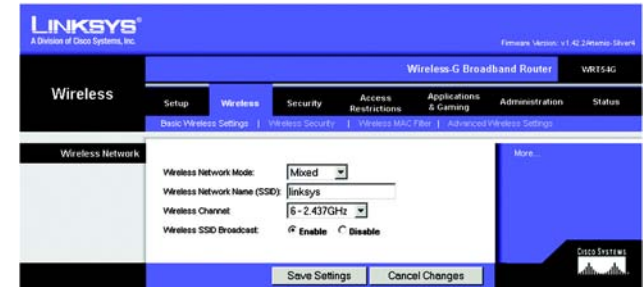 LINKSYS®
A Division of Cisco Systems, Inc.
Firmware Version: v1.42.2
Wireless-G Broadband Router WRT54G
Wireless
Setup Wireless Security Access Restrictions Applications & Gaming Administration Status
Basic Wireless Settings | Wireless Security | Wireless MAC Filter | Advanced Wireless Settings
Wireless Network
More...
Wireless Network Mode: Mixed
Wireless Network Name (SSID): linksys
Wireless Channel: 6 - 2.437GHz
Wireless SSID Broadcast: Enable Disable
CISCO SYSTEMS
Save Settings Cancel Changes